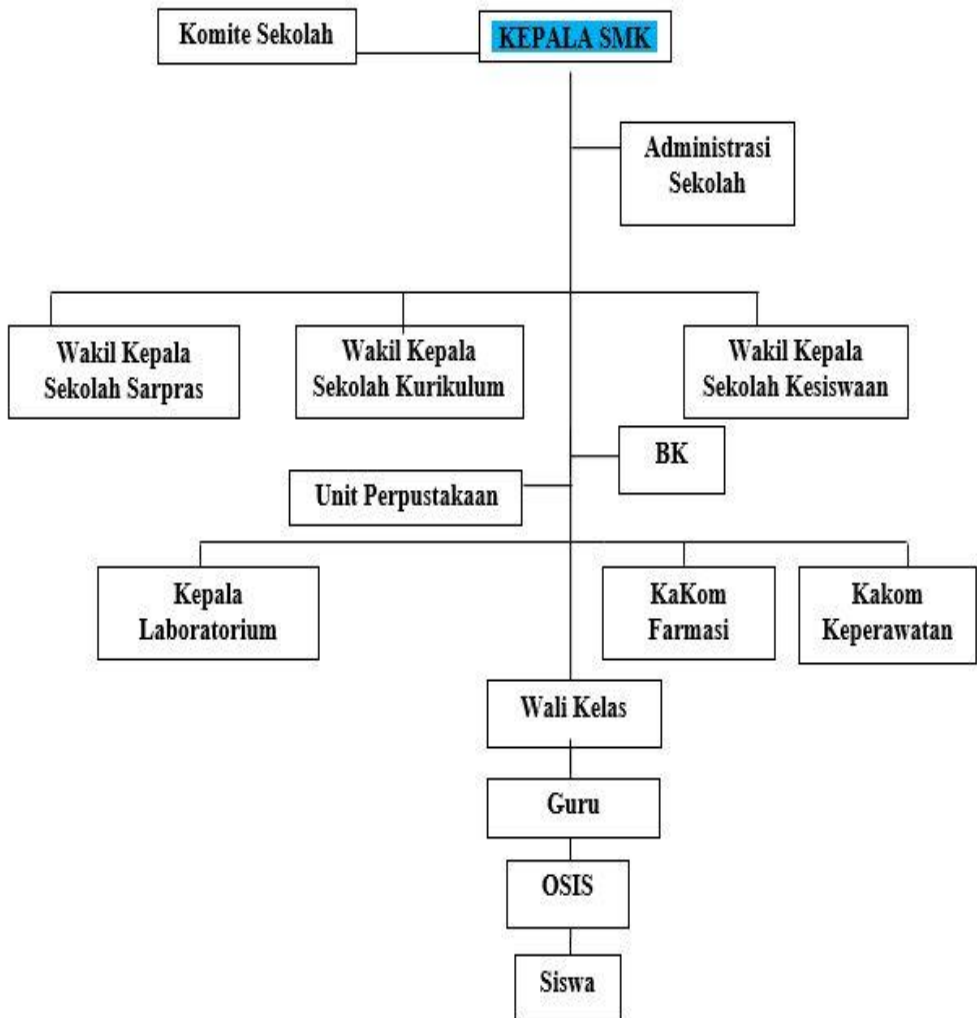 Komite Sekolah
KEPALA SMK
Administrasi
Sekolah
Wakil Kepala
Sekolah Sarpras
Wakil Kepala
Sekolah Kurikulum
Wakil Kepala
Sekolah Kesiswaan
BK
Unit Perpustakaan
Kepala
Laboratorium
KaKom
Farmasi
Kakom
Keperawatan
Wali Kelas
Guru
OSIS
Siswa